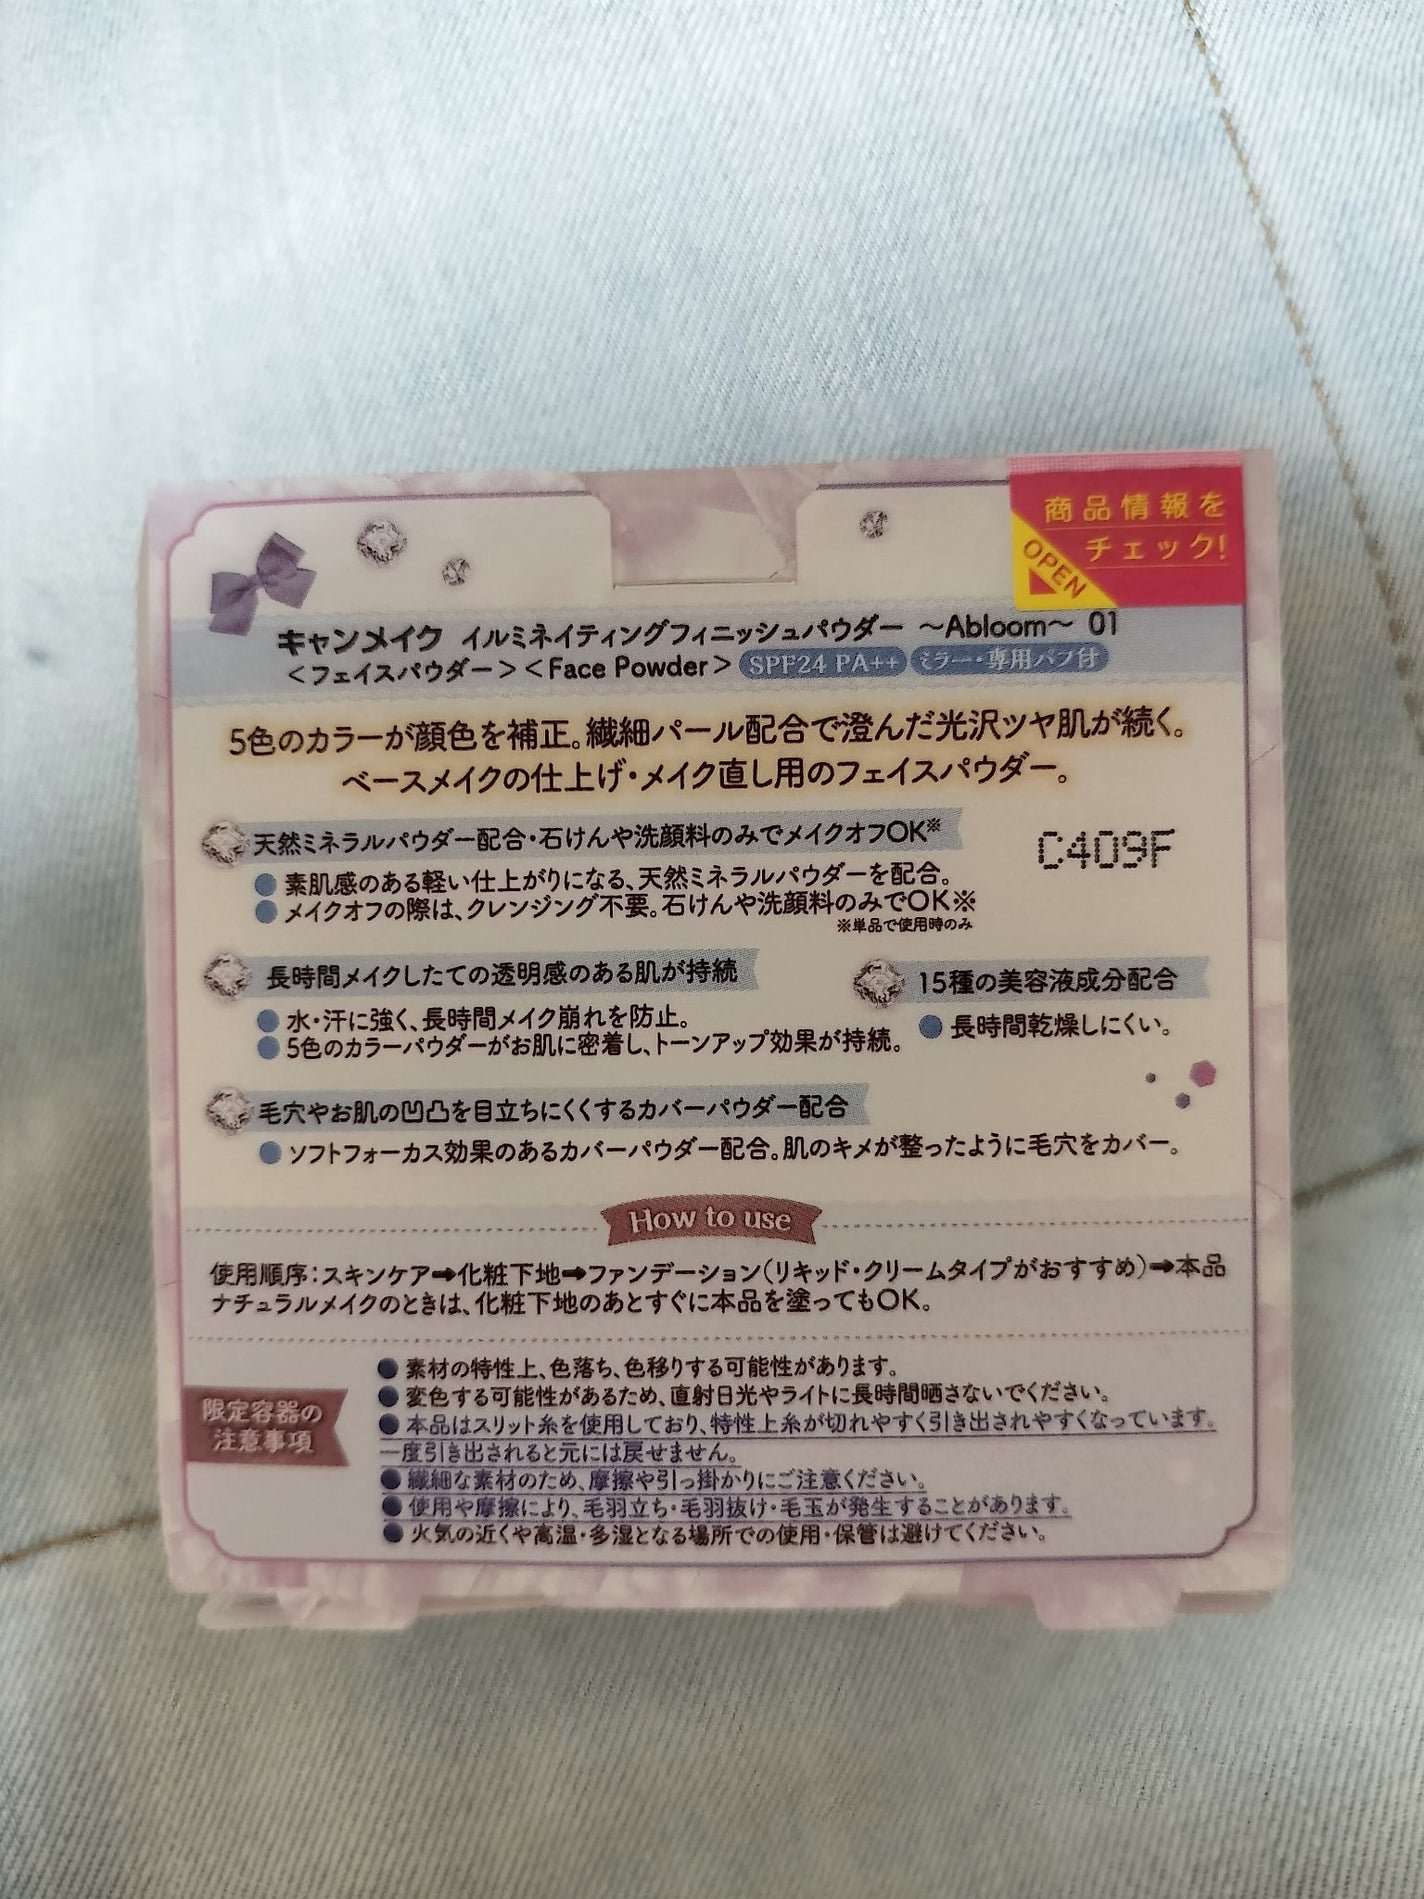 商品情報を
チェック!
OPEN
キャンメイク イルミネイティングフィニッシュパウダー ～Abloom～ 01
＜フェイスパウダー＞＜Face Powder＞ SPF24 PA++ ミラー・専用パフ付
5色のカラーが顔色を補正。繊細パール配合で澄んだ光沢ツヤ肌が続く。
ベースメイクの仕上げ・メイク直し用のフェイスパウダー。
天然ミネラルパウダー配合・石けんや洗顔料のみでメイクオフOK※
C409F
●素肌感のある軽い仕上がりになる、天然ミネラルパウダーを配合。
●メイクオフの際は、クレンジング不要。石けんや洗顔料のみでOK※
※単品で使用時のみ
長時間メイクしたての透明感のある肌が持続
●水・汗に強く、長時間メイク崩れを防止。
●5色のカラーパウダーがお肌に密着し、トーンアップ効果が持続。
15種の美容液成分配合
●長時間乾燥しにくい。
毛穴やお肌の凹凸を目立ちにくくするカバーパウダー配合
●ソフトフォーカス効果のあるカバーパウダー配合。肌のキメが整ったように毛穴をカバー。
How to use
使用順序：スキンケア➡化粧下地➡ファンデーション（リキッド・クリームタイプがおすすめ）➡本品
ナチュラルメイクのときは、化粧下地のあとすぐに本品を塗ってもOK。
限定容器の
注意事項
●素材の特性上、色落ち、色移りする可能性があります。
●変色する可能性があるため、直射日光やライトに長時間晒さないでください。
●本品はスリット糸を使用しており、特性上糸が切れやすく引き出されやすくなっています。
一度引き出されると元には戻せません。
●繊細な素材のため、摩擦や引っ掛かりにご注意ください。
●使用や摩擦により、毛羽立ち・毛羽抜け・毛玉が発生することがあります。
●火気の近くや高温・多湿となる場所での使用・保管は避けてください。